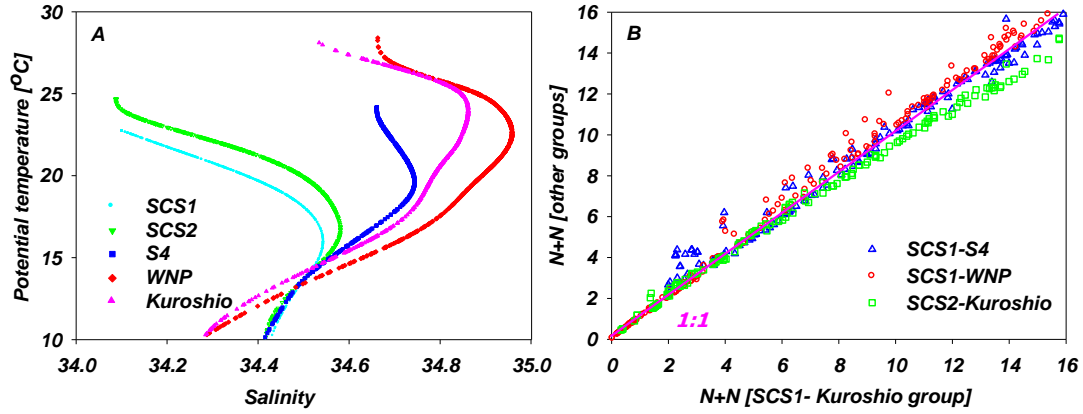 A
Potential temperature [°C]
30
25
20
15
10
SCS1
SCS2
S4
WNP
Kuroshio
34.0
34.2
34.4
34.6
34.8
35.0
Salinity
B
N+N [other groups]
16
14
12
10
8
6
4
2
0
SCS1-S4
SCS1-WNP
SCS2-Kuroshio
1:1
0
2
4
6
8
10
12
14
16
N+N [SCS1- Kuroshio group]